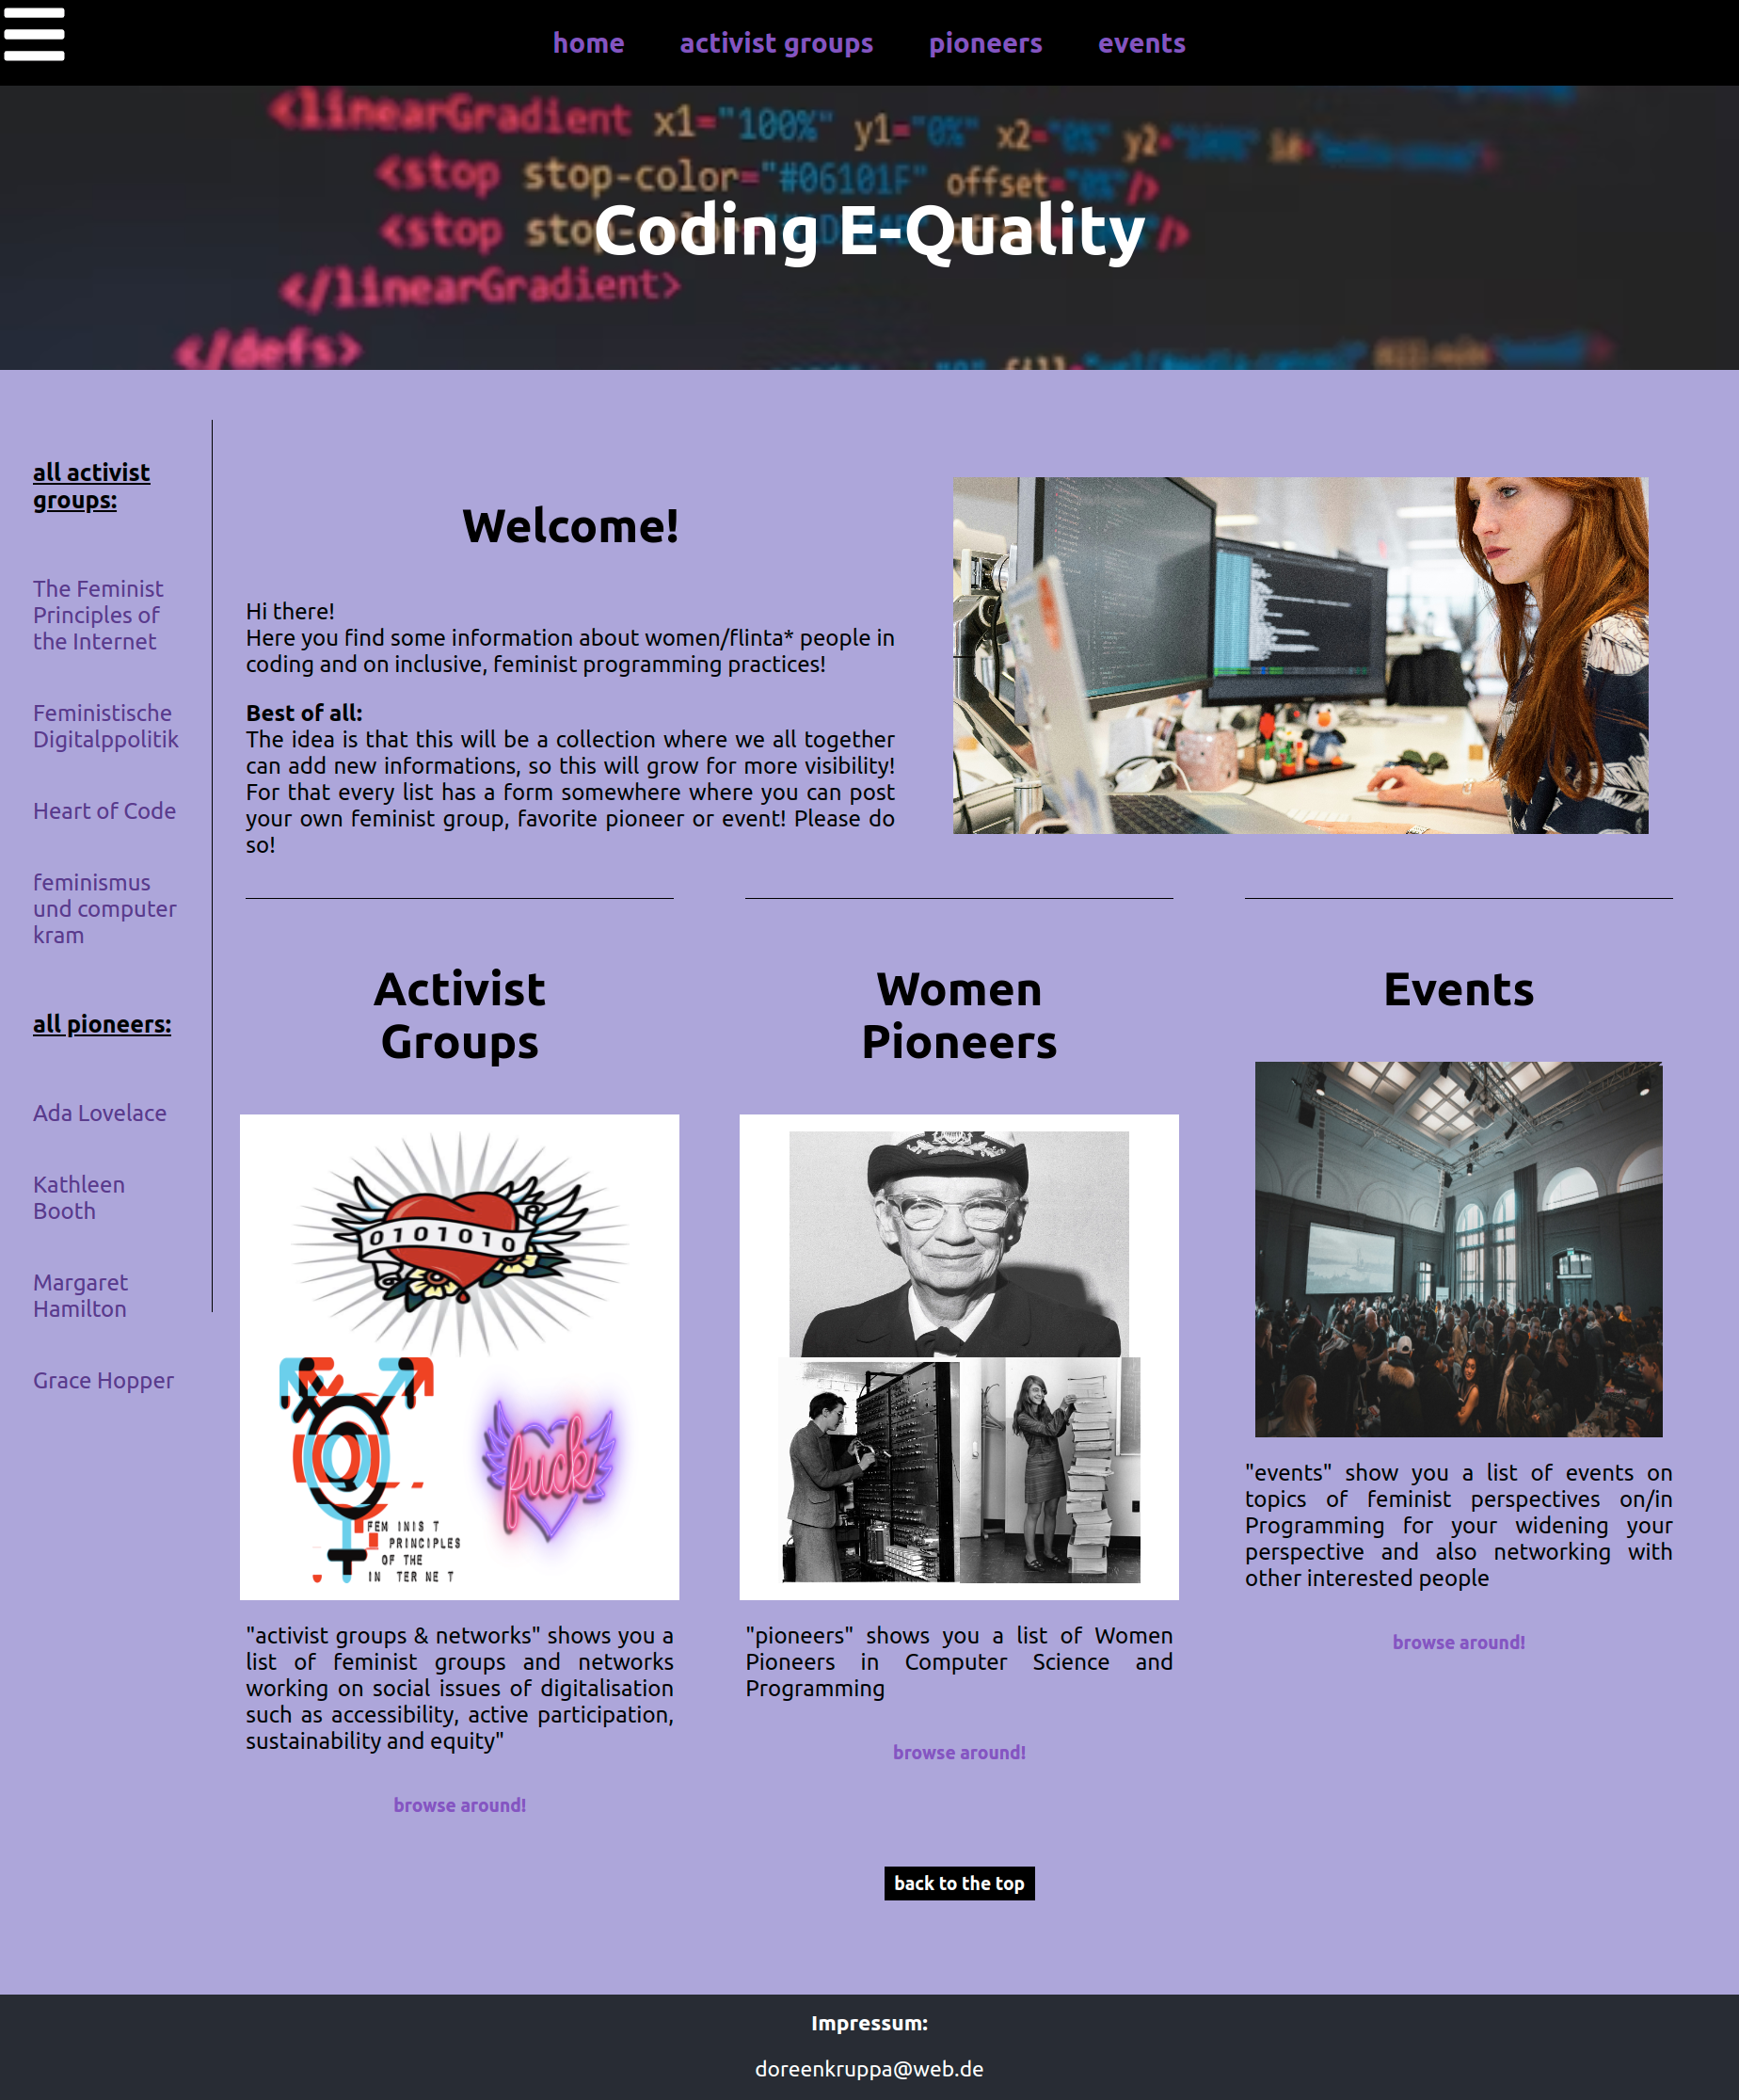 home activist groups pioneers events
<linearGradient x1="100%" y1="0%" x2="0%" y2="100%"
<stop stop-color="#06101F" offset="0%"/>
<stop
Coding E-Quality
</linearGradient>
</defs>
all activist
groups:
The Feminist
Principles of
the Internet
Feministische
Digitalppolitik
Heart of Code
feminismus
und computer
kram
all pioneers:
Ada Lovelace
Kathleen
Booth
Margaret
Hamilton
Grace Hopper
Welcome!
Hi there!
Here you find some information about women/flinta* people in
coding and on inclusive, feminist programming practices!
Best of all:
The idea is that this will be a collection where we all together
can add new informations, so this will grow for more visibility!
For that every list has a form somewhere where you can post
your own feminist group, favorite pioneer or event! Please do
so!
Activist
Groups
0101010
fuck
FEM INIS T
PRINCIPLES
OF THE
IN TER NE T
"activist groups & networks" shows you a
list of feminist groups and networks
working on social issues of digitalisation
such as accessibility, active participation,
sustainability and equity"
browse around!
Women
Pioneers
"pioneers" shows you a list of Women
Pioneers in Computer Science and
Programming
browse around!
Events
"events" show you a list of events on
topics of feminist perspectives on/in
Programming for your widening your
perspective and also networking with
other interested people
browse around!
back to the top
Impressum:
doreenkruppa@web.de